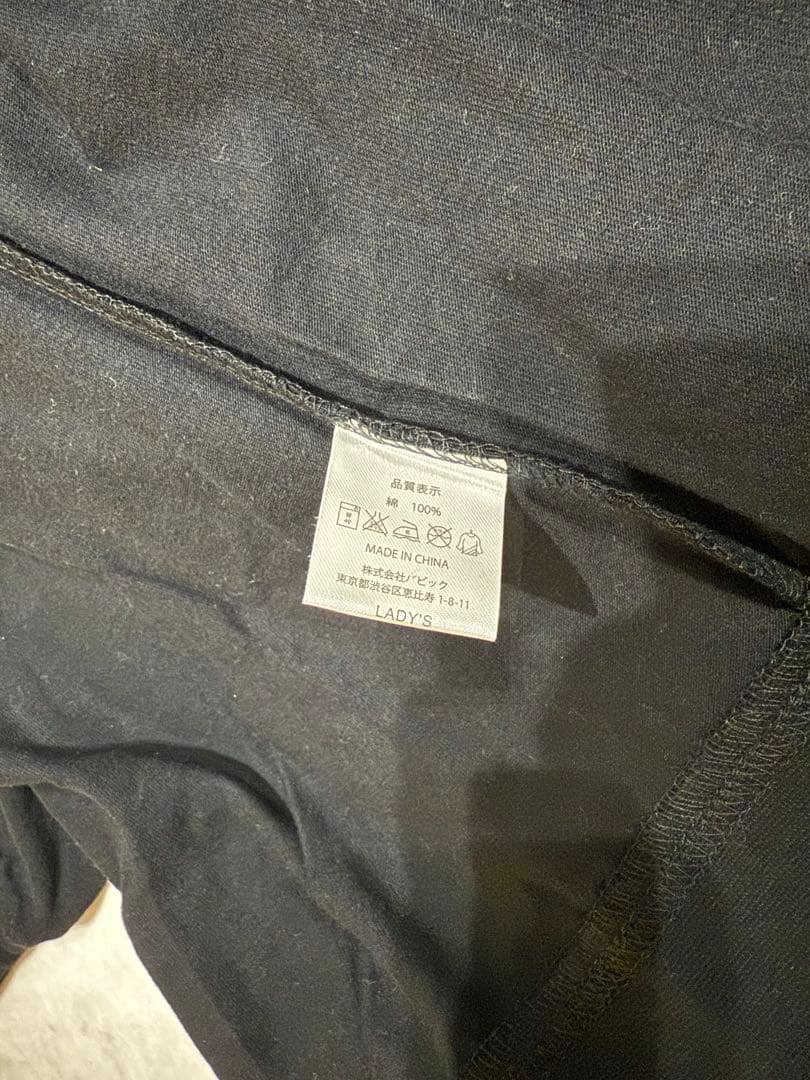 品質表示
綿 100%
40
MADE IN CHINA
株式会社バビック
東京都渋谷区恵比寿1-8-11
LADY'S